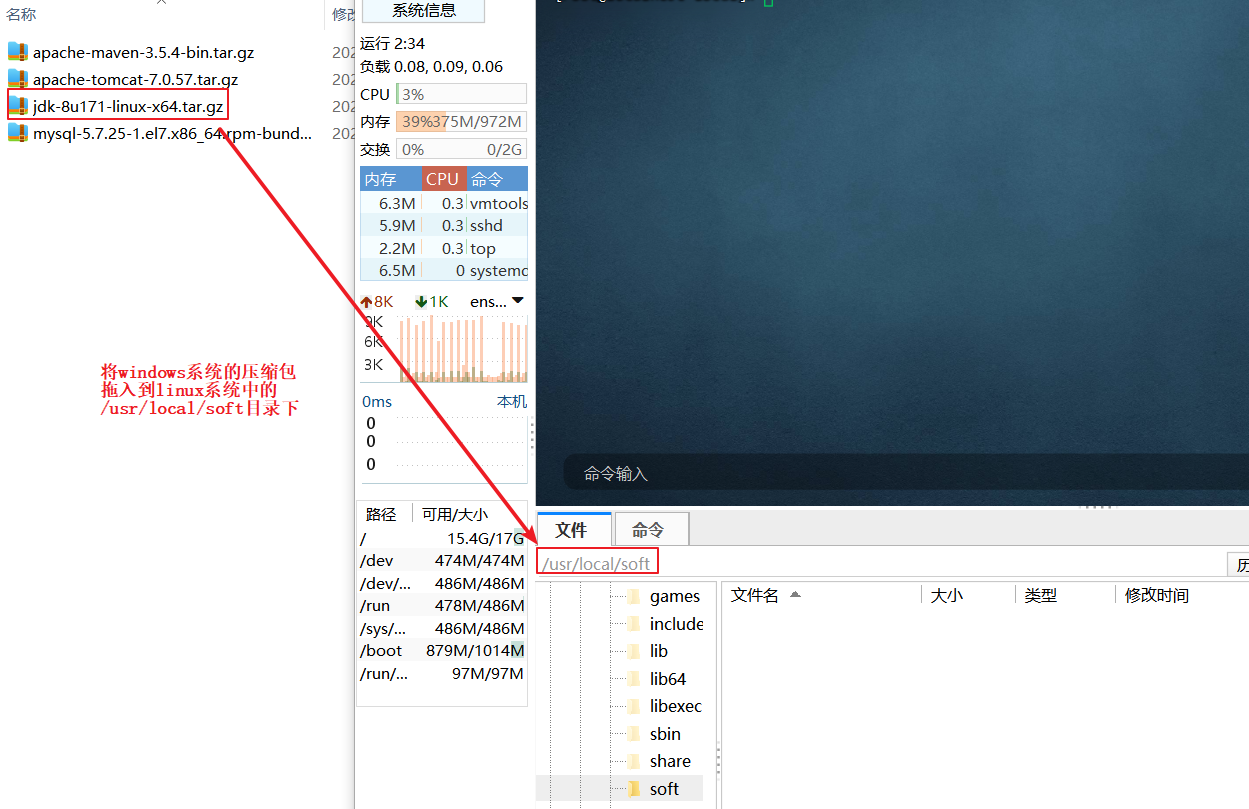 名称
修改
apache-maven-3.5.4-bin.tar.gz
202
apache-tomcat-7.0.57.tar.gz
202
jdk-8u171-linux-x64.tar.gz
202
mysql-5.7.25-1.el7.x86_64.rpm-bund...
202
将windows系统的压缩包
拖入到linux系统中的
/usr/local/soft目录下
系统信息
运行 2:34
负载 0.08, 0.09, 0.06
CPU 3%
内存 39% 375M/972M
交换 0% 0/2G
内存 CPU 命令
6.3M 0.3 vmtools
5.9M 0.3 sshd
2.2M 0.3 top
6.5M 0 systemd
8K 1K ens...
9K
6K
3K
0ms 本机
0
0
0
路径 可用/大小
/ 15.4G/17G
/dev 474M/474M
/dev/... 486M/486M
/run 478M/486M
/sys/... 486M/486M
/boot 879M/1014M
/run/... 97M/97M
命令输入
文件 命令
/usr/local/soft
历
games
include
lib
lib64
libexec
sbin
share
soft
文件名 大小 类型 修改时间